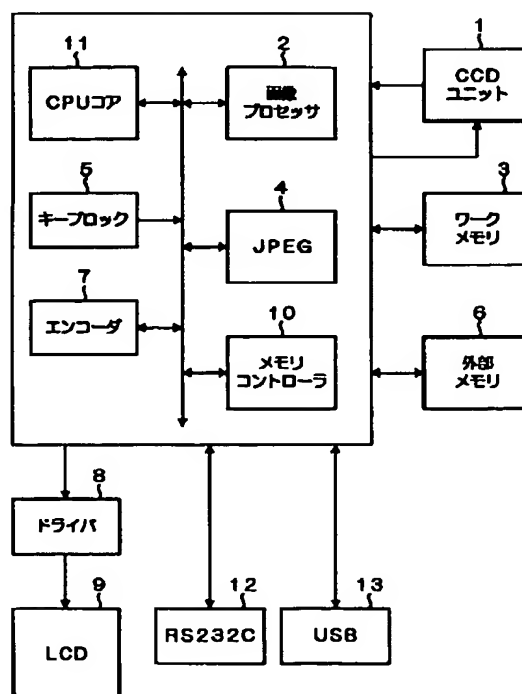 11
CPUコア
2
画像
プロセッサ
1
CCD
ユニット
5
キーブロック
4
JPEG
3
ワーク
メモリ
7
エンコーダ
10
メモリ
コントローラ
6
外部
メモリ
8
ドライバ
9
LCD
12
RS232C
13
USB